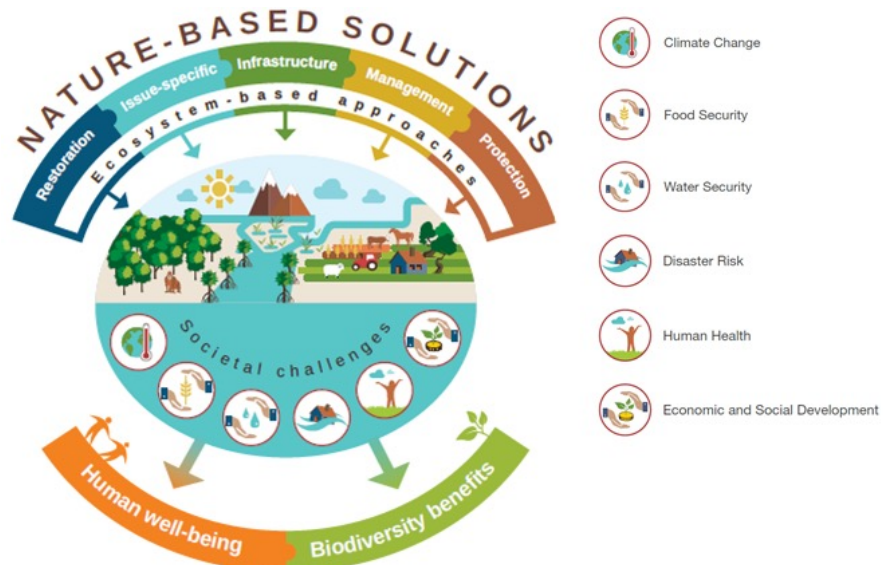 NATURE-BASED SOLUTIONS
Restoration
Issue-specific
Infrastructure
Management
Protection
Ecosystem-based approaches
Societal challenges
Human well-being
Biodiversity benefits
Climate Change
Food Security
Water Security
Disaster Risk
Human Health
Economic and Social Development